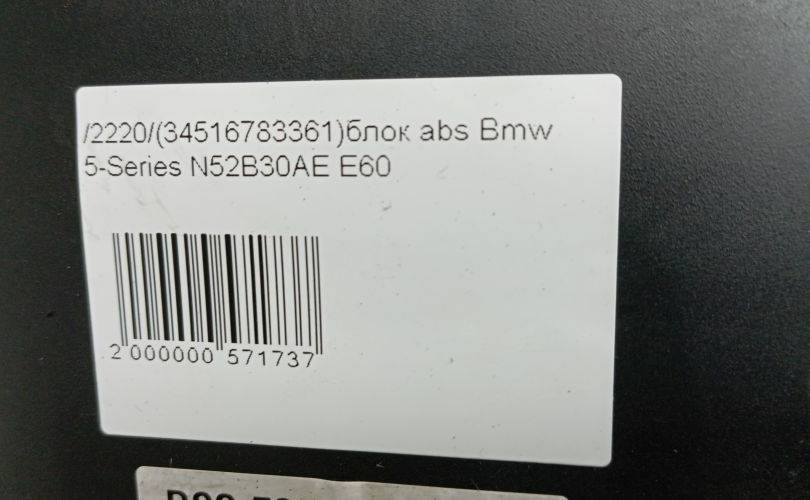 /2220/(34516783361)блок abs Bmw
5-Series N52B30AE E60
2 000000 571737